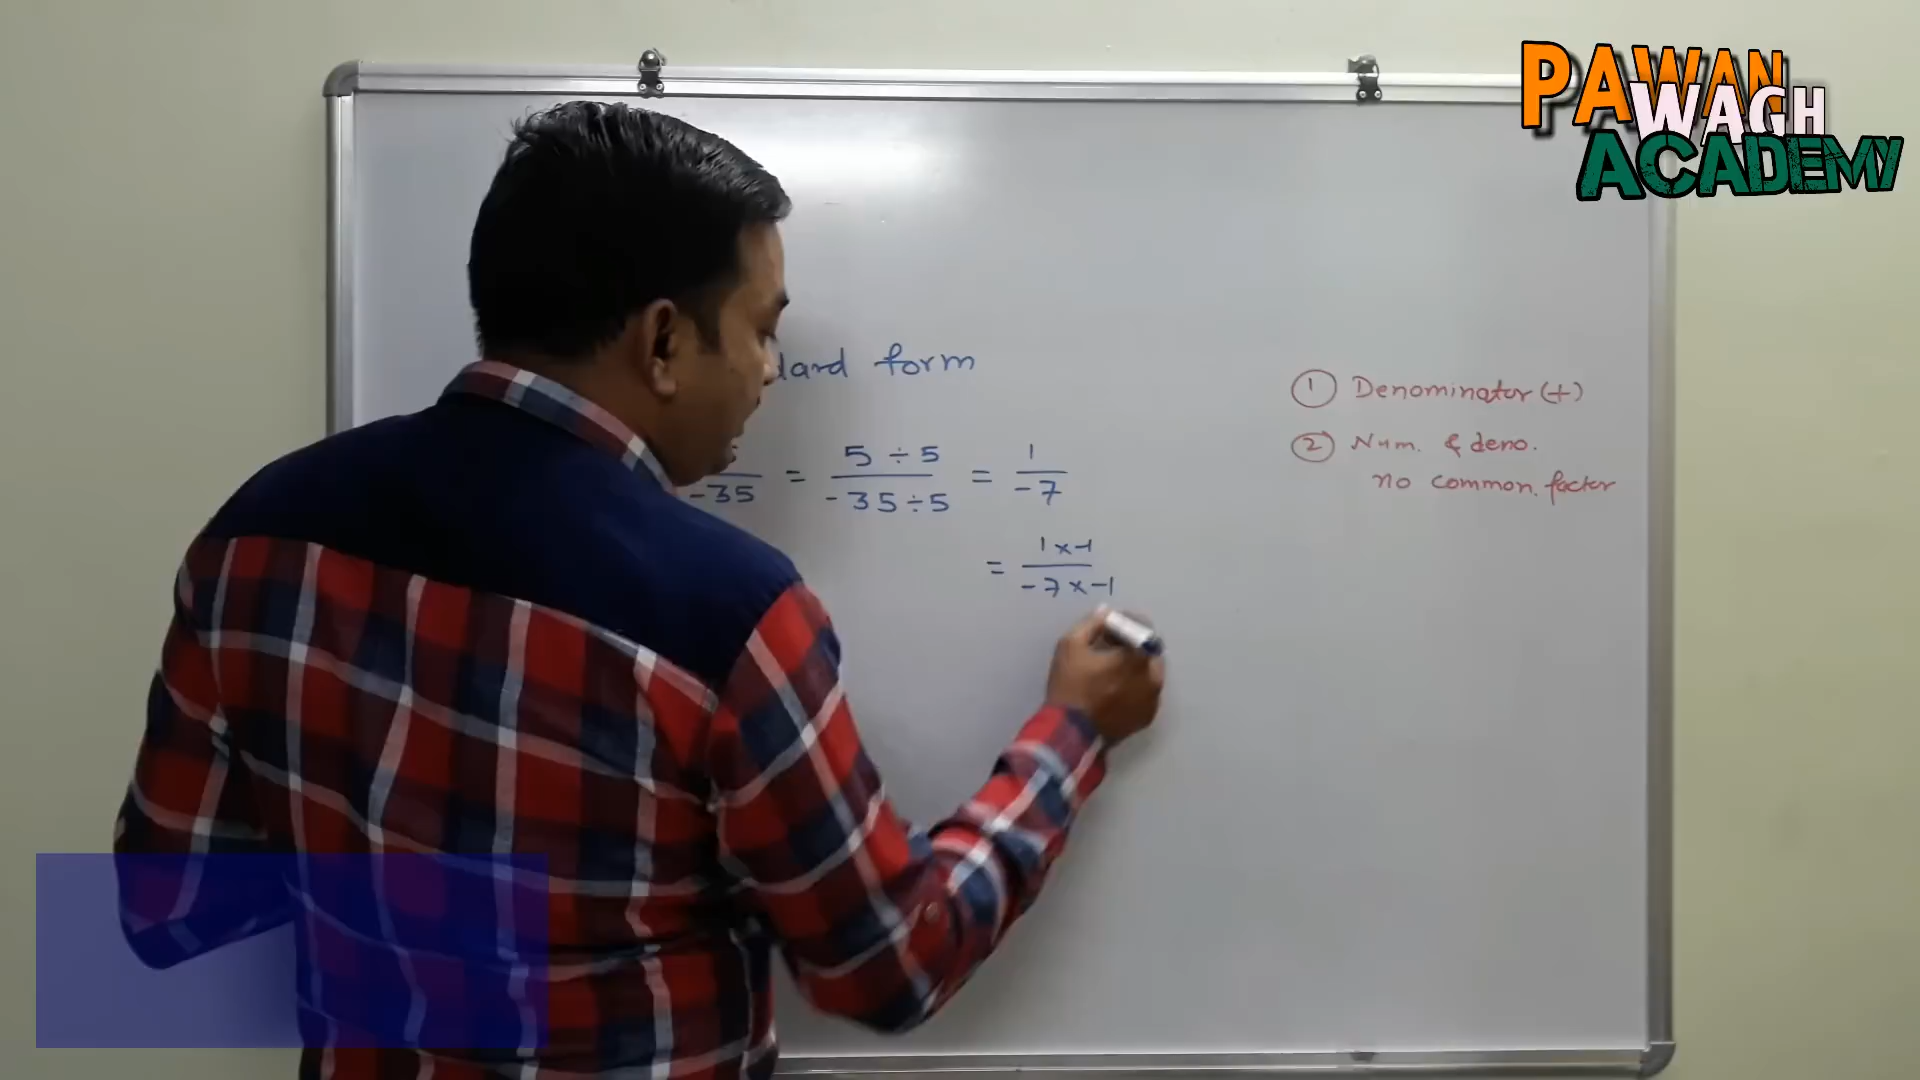 PAWAN
WAGH
ACADEMY
form
① Denominator (+)
② Num. & deno.
no common factor
-35 = 5 ÷ 5 / -35 ÷ 5 = 1 / -7
= 1 × -1 / -7 × -1